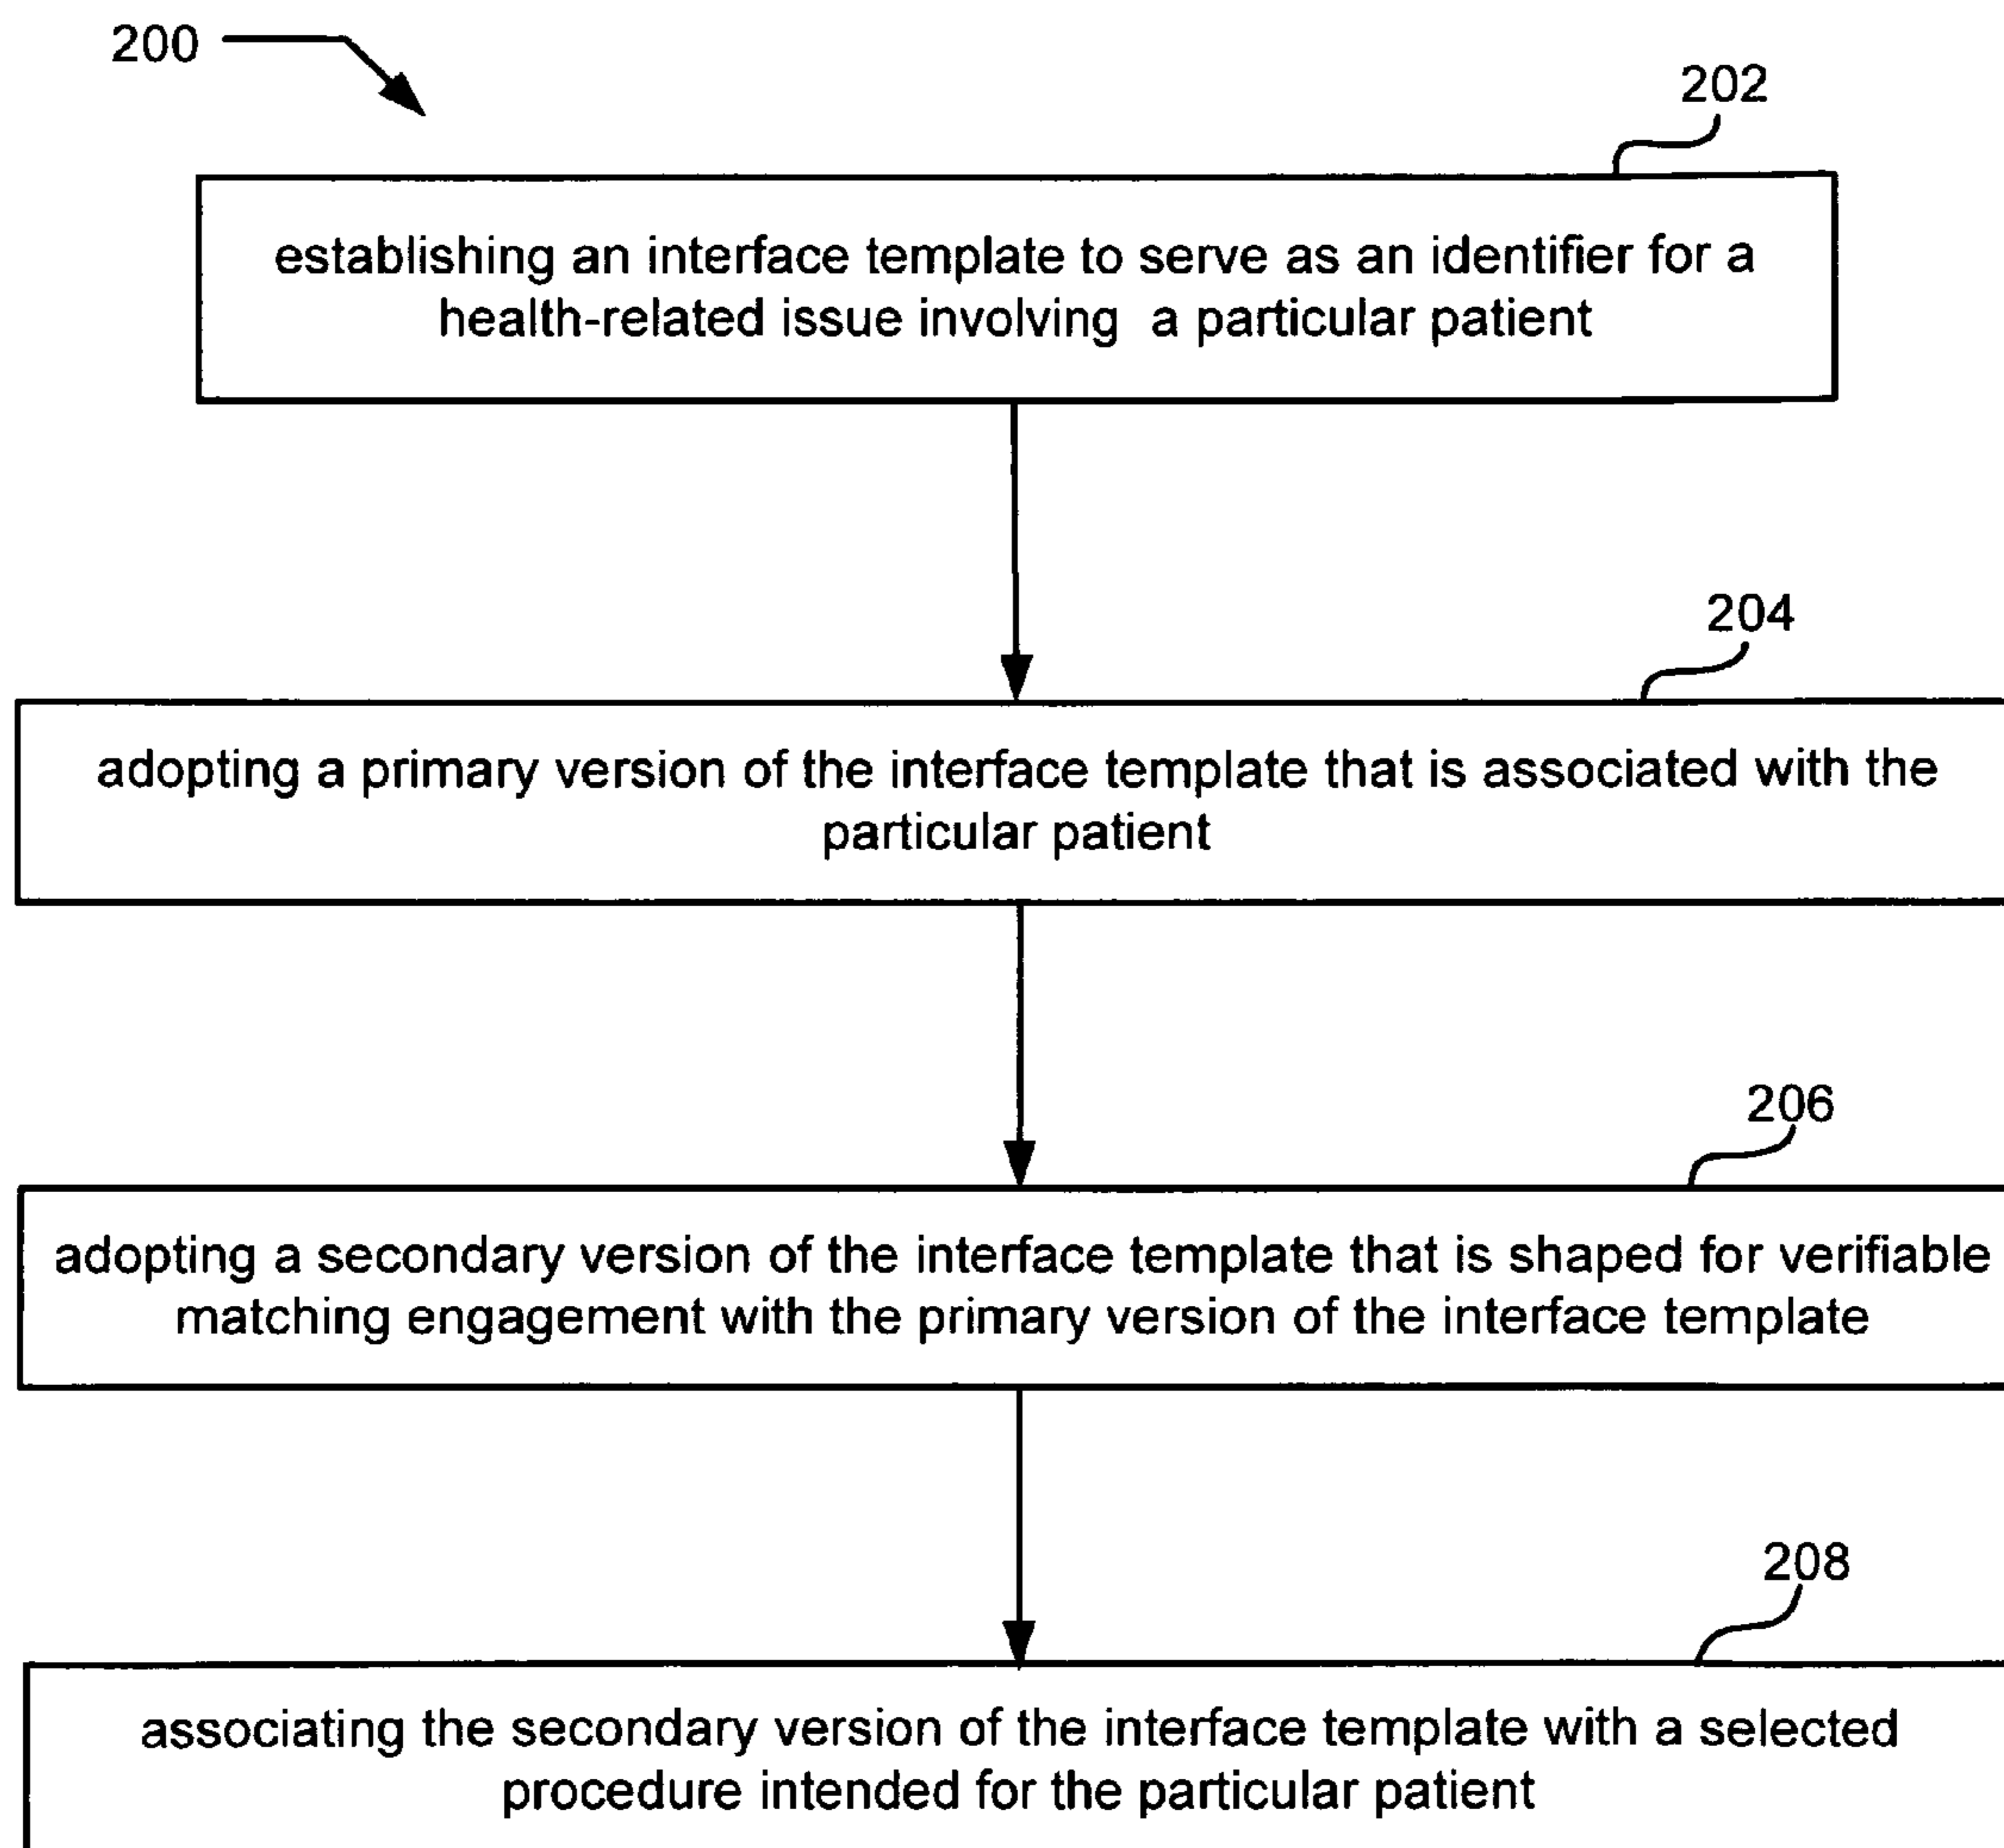 200
202
establishing an interface template to serve as an identifier for a
health-related issue involving a particular patient
204
adopting a primary version of the interface template that is associated with the
particular patient
206
adopting a secondary version of the interface template that is shaped for verifiable
matching engagement with the primary version of the interface template
208
associating the secondary version of the interface template with a selected
procedure intended for the particular patient